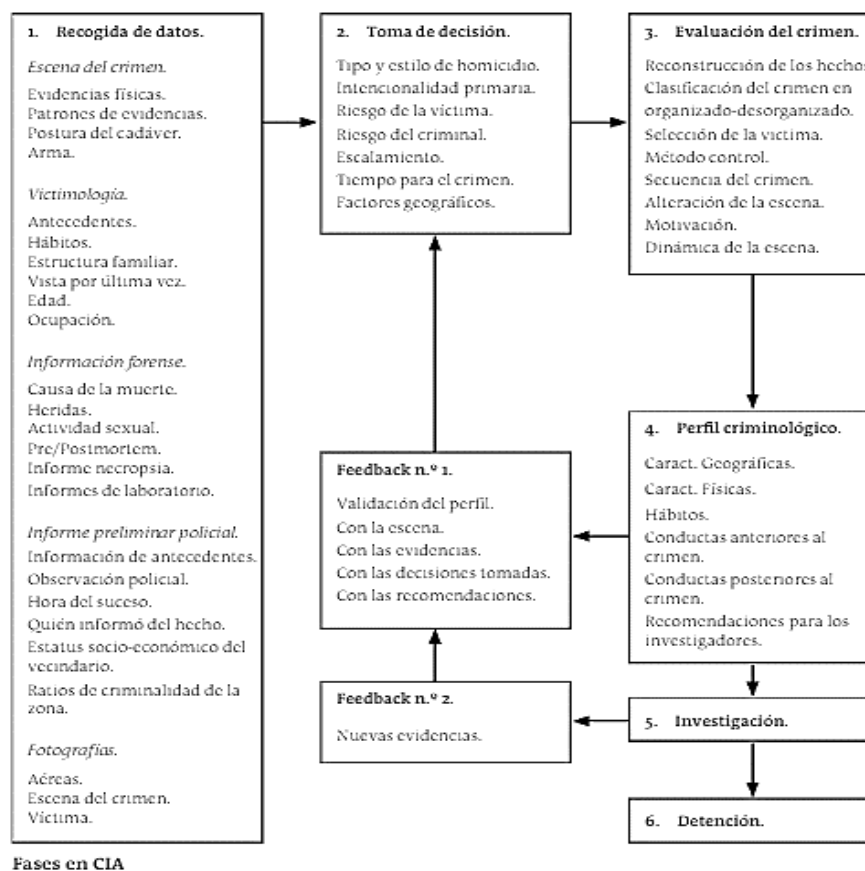 1. Recogida de datos.
Escena del crimen.
Evidencias físicas.
Patrones de evidencias.
Postura del cadáver.
Arma.
Victimología.
Antecedentes.
Hábitos.
Estructura familiar.
Vista por última vez.
Edad.
Ocupación.
Información forense.
Causa de la muerte.
Heridas.
Actividad sexual.
Pre/Postmortem.
Informe necropsia.
Informes de laboratorio.
Informe preliminar policial.
Información de antecedentes.
Observación policial.
Hora del suceso.
Quién informó del hecho.
Estatus socio-económico del
vecindario.
Ratios de criminalidad de la
zona.
Fotografías.
Aéreas.
Escena del crimen.
Víctima.
2. Toma de decisión.
Tipo y estilo de homicidio.
Intencionalidad primaria.
Riesgo de la víctima.
Riesgo del criminal.
Escalamiento.
Tiempo para el crimen.
Factores geográficos.
3. Evaluación del crimen.
Reconstrucción de los hechos
Clasificación del crimen en
organizado-desorganizado.
Selección de la victima.
Método control.
Secuencia del crimen.
Alteración de la escena.
Motivación.
Dinámica de la escena.
4. Perfil criminológico.
Caract. Geográficas.
Caract. Físicas.
Hábitos.
Conductas anteriores al
crimen.
Conductas posteriores al
crimen.
Recomendaciones para los
investigadores.
Feedback n.º 1.
Validación del perfil.
Con la escena.
Con las evidencias.
Con las decisiones tomadas.
Con las recomendaciones.
Feedback n.º 2.
Nuevas evidencias.
5. Investigación.
6. Detención.
Fases en CIA